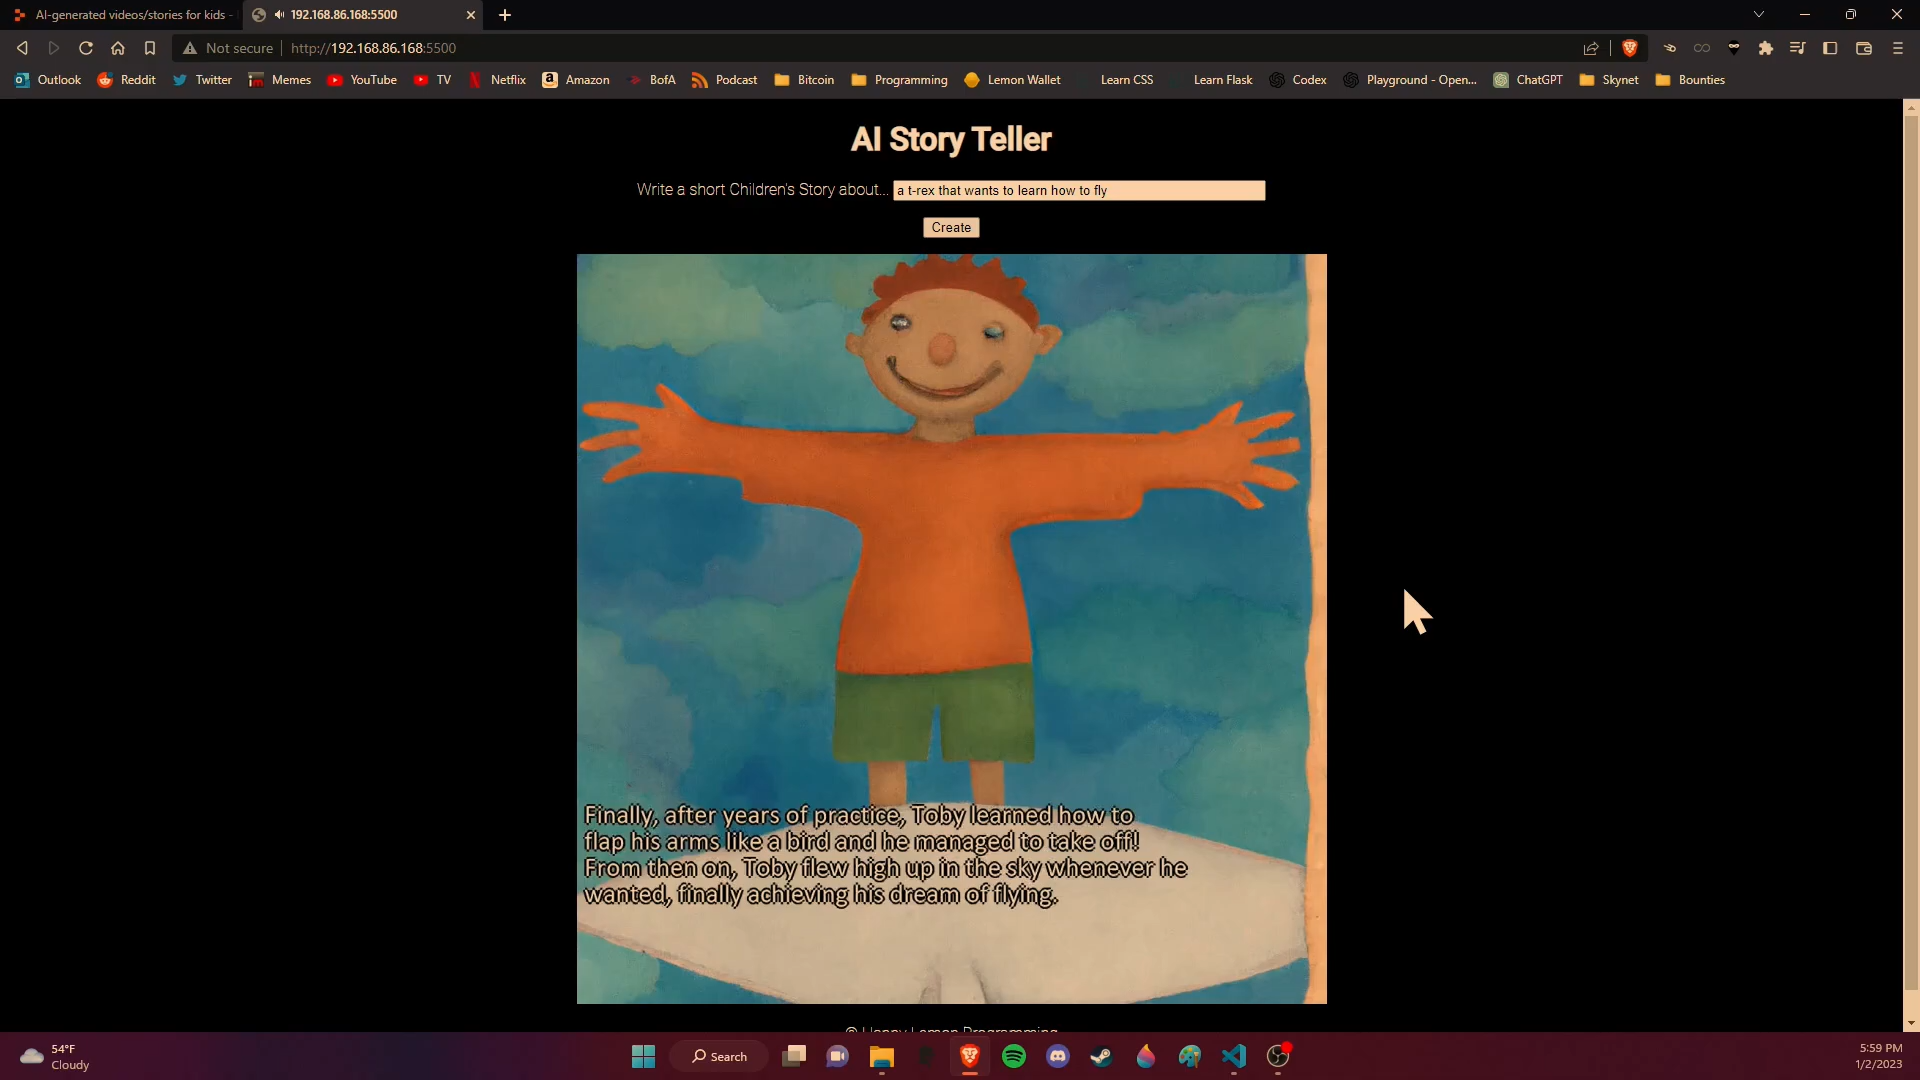 AI-generated videos/stories for kids -
192.168.86.168:5500
Not secure
http://192.168.86.168:5500
Outlook
Reddit
Twitter
Memes
YouTube
TV
Netflix
Amazon
BofA
Podcast
Bitcoin
Programming
Lemon Wallet
Learn CSS
Learn Flask
Codex
Playground - Open...
ChatGPT
Skynet
Bounties
AI Story Teller
Write a short Children's Story about... a t-rex that wants to learn how to fly
Create
Finally, after years of practice, Toby learned how to
flap his arms like a bird and he managed to take off!
From then on, Toby flew high up in the sky whenever he
wanted, finally achieving his dream of flying.
© Happy Lemon Programming
54°F
Cloudy
Search
5:59 PM
1/2/2023